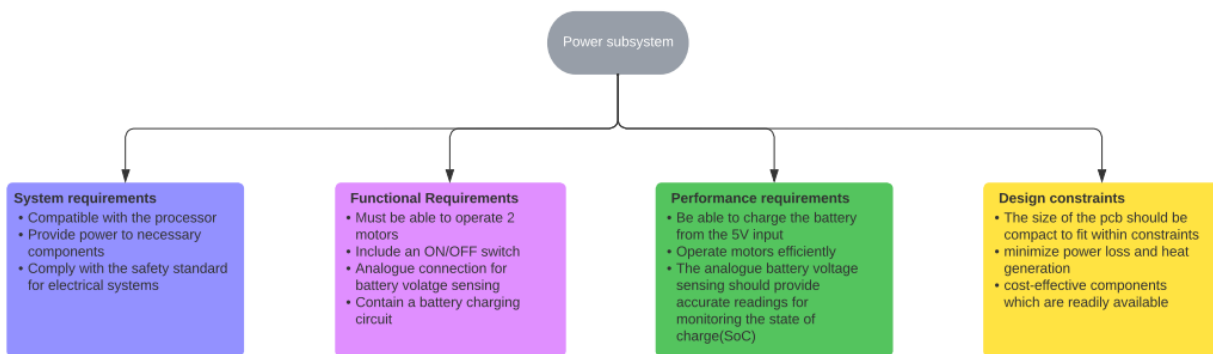 Power subsystem
System requirements
• Compatible with the processor
• Provide power to necessary
components
• Comply with the safety standard
for electrical systems
Functional Requirements
• Must be able to operate 2
motors
• Include an ON/OFF switch
• Analogue connection for
battery volatge sensing
• Contain a battery charging
circuit
Performance requirements
• Be able to charge the battery
from the 5V input
• Operate motors efficiently
• The analogue battery voltage
sensing should provide
accurate readings for
monitoring the state of
charge(SoC)
Design constraints
• The size of the pcb should be
compact to fit within constraints
• minimize power loss and heat
generation
• cost-effective components
which are readily available